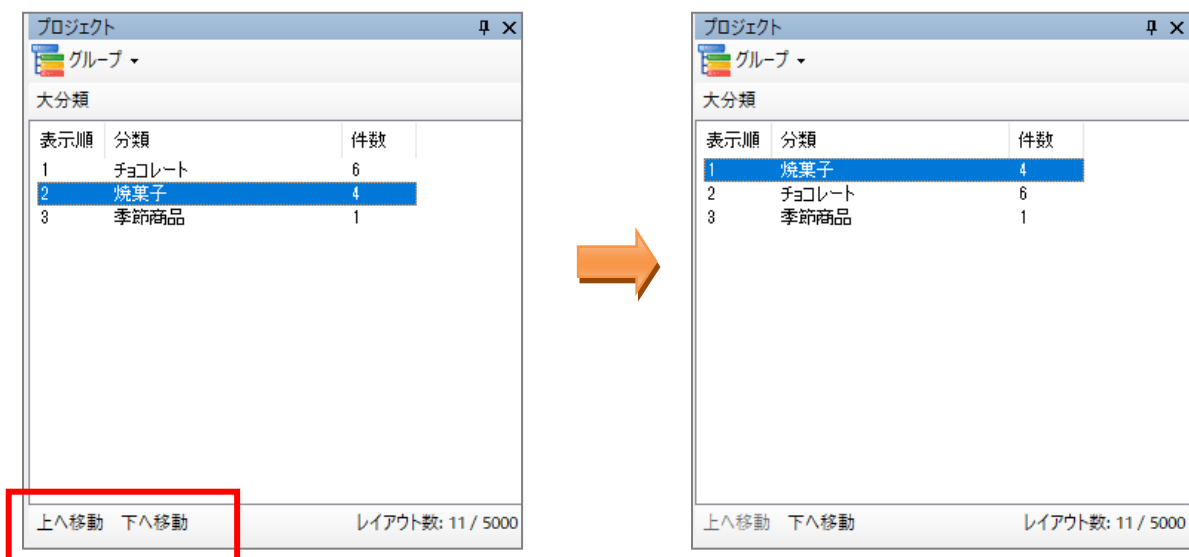 プロジェクト
グループ
大分類
表示順 分類 件数
1 チョコレート 6
2 焼菓子 4
3 季節商品 1
上へ移動 下へ移動 レイアウト数: 11 / 5000
プロジェクト
グループ
大分類
表示順 分類 件数
1 焼菓子 4
2 チョコレート 6
3 季節商品 1
上へ移動 下へ移動 レイアウト数: 11 / 5000